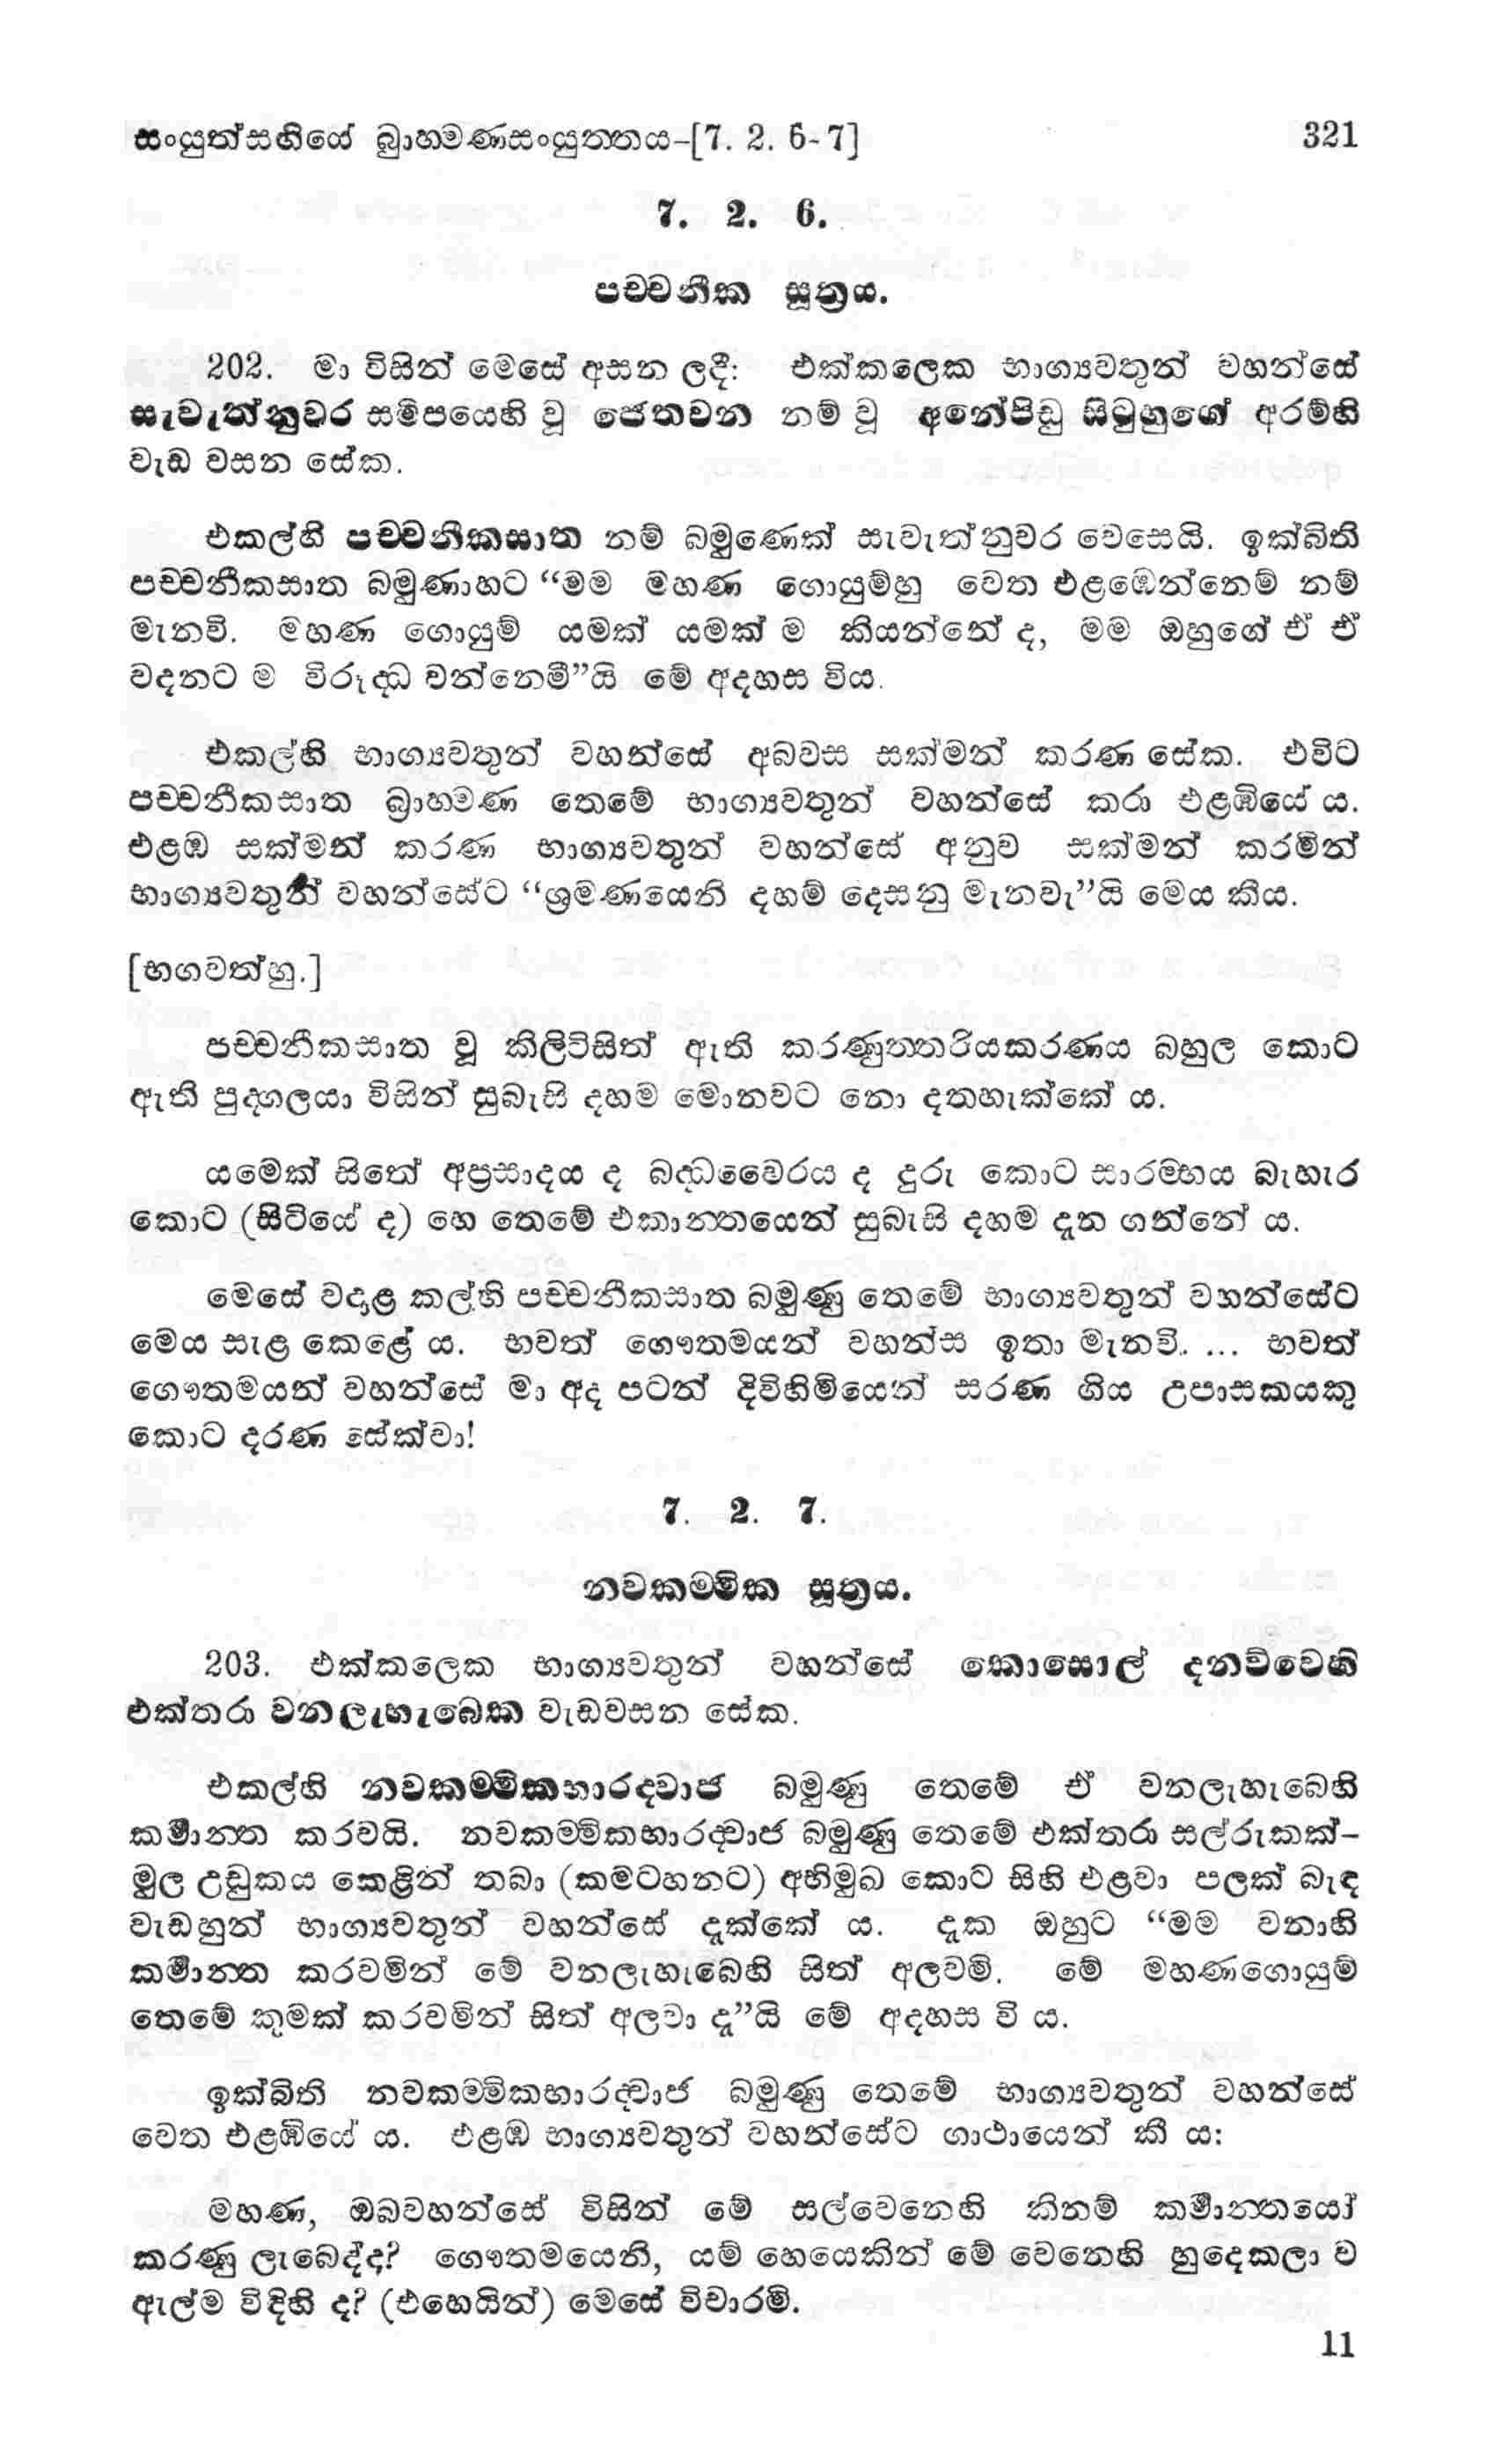 සංයුත්සඟියේ බ්‍රාහ්මණසංයුත්තය-[7. 2. 6-7] 321
7. 2. 6.
පච්චනීක සූත්‍රය.
202. මා විසින් මෙසේ අසන ලදී: එක්කලෙක භාග්‍යවතුන් වහන්සේ
සැවැත්නුවර සමීපයෙහි වූ ජෙතවන නම් වූ අනේපිඬු සිටුහුගේ අරම්හි
වැඩ වසන සේක.
එකල්හි පච්චනීකසාත නම් බමුණෙක් සැවැත්නුවර වෙසෙයි. ඉක්බිති
පච්චනීකසාත බමුණාහට “මම මහණ ගොයුම්හු වෙත එළඹෙන්නෙම් නම්
මැනවි. මහණ ගොයුම් යමක් යමක් ම කියන්නේ ද, මම ඔහුගේ ඒ ඒ
වදනට ම විරුද්ධ වන්නෙමී”යි මේ අදහස විය.
එකල්හි භාග්‍යවතුන් වහන්සේ අබවස සක්මන් කරණ සේක. එවිට
පච්චනීකසාත බ්‍රාහ්මණ තෙමේ භාග්‍යවතුන් වහන්සේ කරා එළඹියේ ය.
එළඹ සක්මන් කරණ භාග්‍යවතුන් වහන්සේ අනුව සක්මන් කරමින්
භාග්‍යවතුන් වහන්සේට “ශ්‍රමණයෙනි දහම් දෙසනු මැනවැ”යි මෙය කීය.
[භගවත්හු.]
පච්චනීකසාත වූ කිලිටිසිත් ඇති කරණුත්තරියකරණය බහුල කොට
ඇති පුද්ගලයා විසින් සුබැසි දහම මොනවට නො දතහැක්කේ ය.
යමෙක් සිතේ අප්‍රසාදය ද බද්ධවෛරය ද දුරු කොට සාරම්භය බැහැර
කොට (සිටියේ ද) හෙ තෙමේ එකාන්තයෙන් සුබැසි දහම දැන ගන්නේ ය.
මෙසේ වදාළ කල්හි පච්චනීකසාත බමුණු තෙමේ භාග්‍යවතුන් වහන්සේට
මෙය සැළ කෙළේ ය. භවත් ගෞතමයන් වහන්ස ඉතා මැනවි. ... භවත්
ගෞතමයන් වහන්සේ මා අද පටන් දිවිහිමියෙන් සරණ ගිය උපාසකයකු
කොට දරණ සේක්වා!
7. 2. 7.
නවකම්මික සූත්‍රය.
203. එක්කලෙක භාග්‍යවතුන් වහන්සේ කොසොල් දනව්වෙහි
එක්තරා වනලැහැබෙක වැඩවසන සේක.
එකල්හි නවකම්මිකභාරද්වාජ බමුණු තෙමේ ඒ වනලැහැබෙහි
කර්මාන්ත කරවයි. නවකම්මිකභාරද්වාජ බමුණු තෙමේ එක්තරා සල්රුකක්-
මුල උඩුකය කෙළින් තබා (කමටහනට) අභිමුඛ කොට සිහි එළවා පලක් බැඳ
වැඩහුන් භාග්‍යවතුන් වහන්සේ දුක්කේ ය. දැක ඔහුට “මම වනාහි
කර්මාන්ත කරවමින් මේ වනලැහැබෙහි සිත් අලවමි. මේ මහණගොයුම්
තෙමේ කුමක් කරවමින් සිත් අලවා දු”යි මේ අදහස වි ය.
ඉක්බිති නවකම්මිකභාරද්වාජ බමුණු තෙමේ භාග්‍යවතුන් වහන්සේ
වෙත එළඹියේ ය. එළඹ භාග්‍යවතුන් වහන්සේට ගාථායෙන් කී ය:
මහණ, ඔබවහන්සේ විසින් මේ සල්වෙනෙහි කිනම් කර්මාන්තයෝ
කරණු ලැබෙද්ද? ගෞතමයෙනි, යම් හෙයෙකින් මේ වෙනෙහි හුදෙකලා ව
ඇල්ම විඳිහි ද? (එහෙයින්) මෙසේ විචාරමි.
11